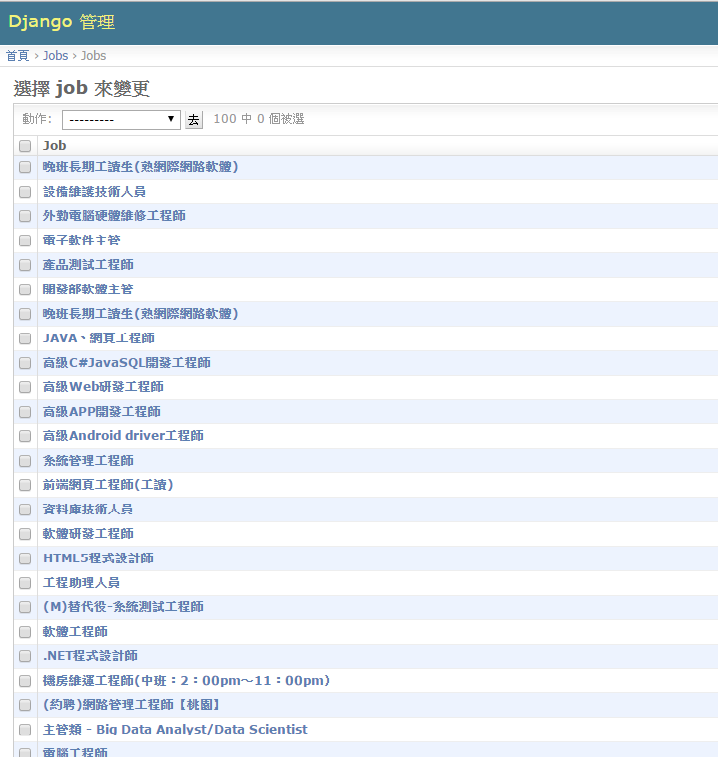 Django 管理
首頁 › Jobs › Jobs
選擇 job 來變更
動作: --------- 去 100 中 0 個被選
Job
晚班長期工讀生(熟網際網路軟體)
設備維護技術人員
外勤電腦硬體維修工程師
電子軟件主管
產品測試工程師
開發部軟體主管
晚班長期工讀生(熟網際網路軟體)
JAVA、網頁工程師
高級C#JavaSQL開發工程師
高級Web研發工程師
高級APP開發工程師
高級Android driver工程師
系統管理工程師
前端網頁工程師(工讀)
資料庫技術人員
軟體研發工程師
HTML5程式設計師
工程助理人員
(M)替代役-系統測試工程師
軟體工程師
.NET程式設計師
機房維運工程師(中班：2：00pm～11：00pm)
(約聘)網路管理工程師【桃園】
主管類 - Big Data Analyst/Data Scientist
電腦工程師